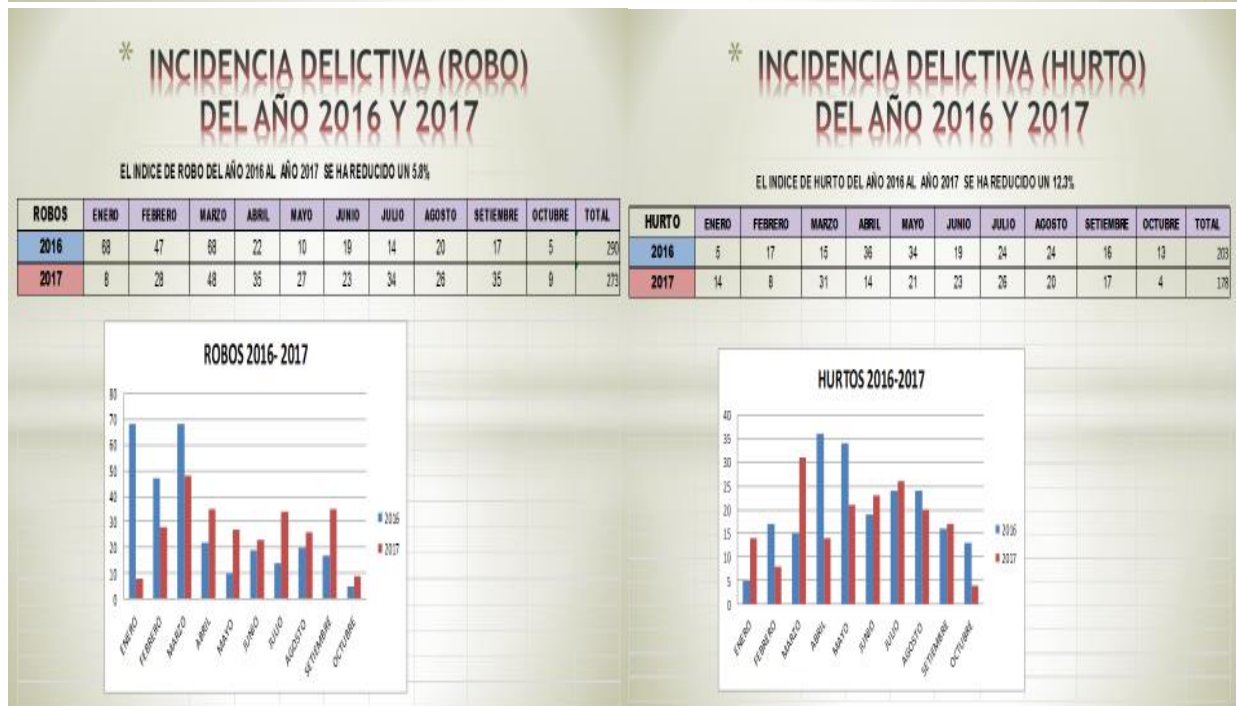 * INCIDENCIA DELICTIVA (ROBO)
DEL AÑO 2016 Y 2017
EL INDICE DE ROBO DEL AÑO 2016 AL AÑO 2017 SE HA REDUCIDO UN 5.8%
ROBOS ENERO FEBRERO MARZO ABRIL MAYO JUNIO JULIO AGOSTO SETIEMBRE OCTUBRE TOTAL
2016 68 47 68 22 10 19 14 20 17 5 290
2017 8 28 48 35 27 23 34 26 35 9 273
ROBOS 2016- 2017
80
70
60
50
40
30
20
10
0
ENERO FEBRERO MARZO ABRIL MAYO JUNIO JULIO AGOSTO SETIEMBRE OCTUBRE
2016
2017
* INCIDENCIA DELICTIVA (HURTO)
DEL AÑO 2016 Y 2017
EL INDICE DE HURTO DEL AÑO 2016 AL AÑO 2017 SE HA REDUCIDO UN 12.3%
HURTO ENERO FEBRERO MARZO ABRIL MAYO JUNIO JULIO AGOSTO SETIEMBRE OCTUBRE TOTAL
2016 5 17 15 36 34 19 24 24 16 13 203
2017 14 8 31 14 21 23 26 20 17 4 178
HURTOS 2016-2017
40
35
30
25
20
15
10
5
0
ENERO FEBRERO MARZO ABRIL MAYO JUNIO JULIO AGOSTO SETIEMBRE OCTUBRE
2016
2017